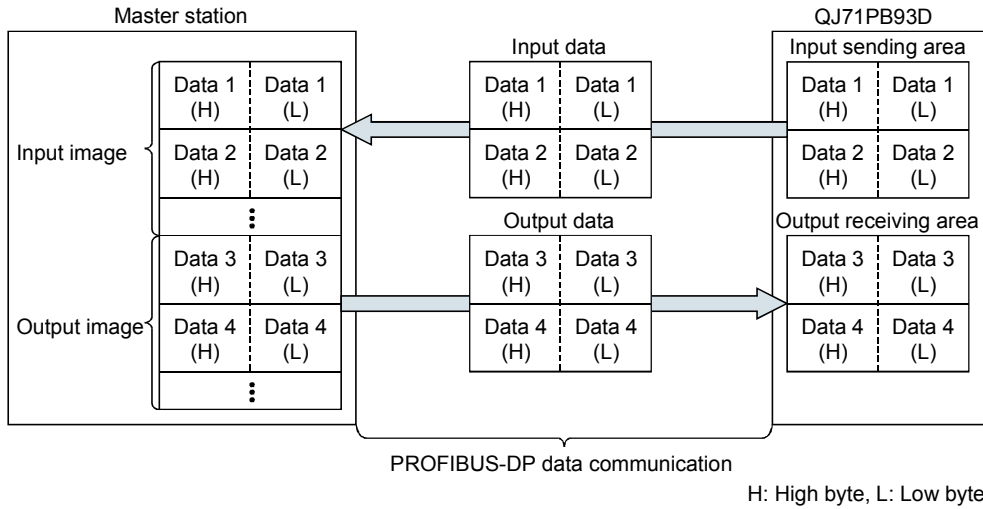 Master station
QJ71PB93D
Input data
Input sending area
Input image
Data 1 (H)
Data 1 (L)
Data 2 (H)
Data 2 (L)
Data 1 (H)
Data 1 (L)
Data 2 (H)
Data 2 (L)
Data 1 (H)
Data 1 (L)
Data 2 (H)
Data 2 (L)
Output data
Output receiving area
Output image
Data 3 (H)
Data 3 (L)
Data 4 (H)
Data 4 (L)
Data 3 (H)
Data 3 (L)
Data 4 (H)
Data 4 (L)
Data 3 (H)
Data 3 (L)
Data 4 (H)
Data 4 (L)
PROFIBUS-DP data communication
H: High byte, L: Low byte